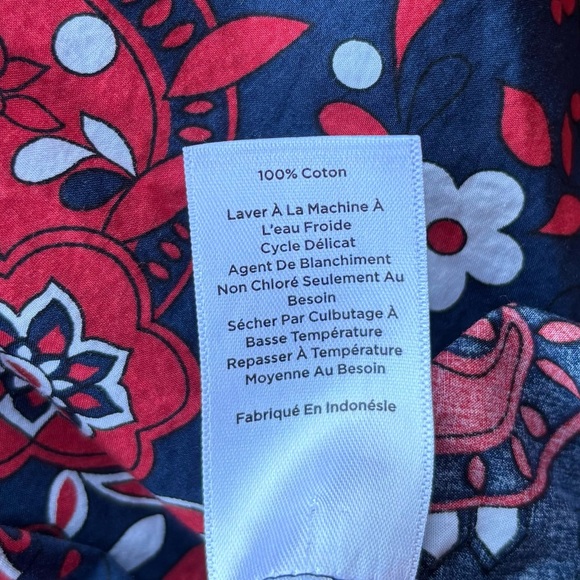 100% Coton
Laver À La Machine À
L'eau Froide
Cycle Délicat
Agent De Blanchiment
Non Chloré Seulement Au
Besoin
Sécher Par Culbutage À
Basse Température
Repasser À Température
Moyenne Au Besoin
Fabriqué En Indonésie